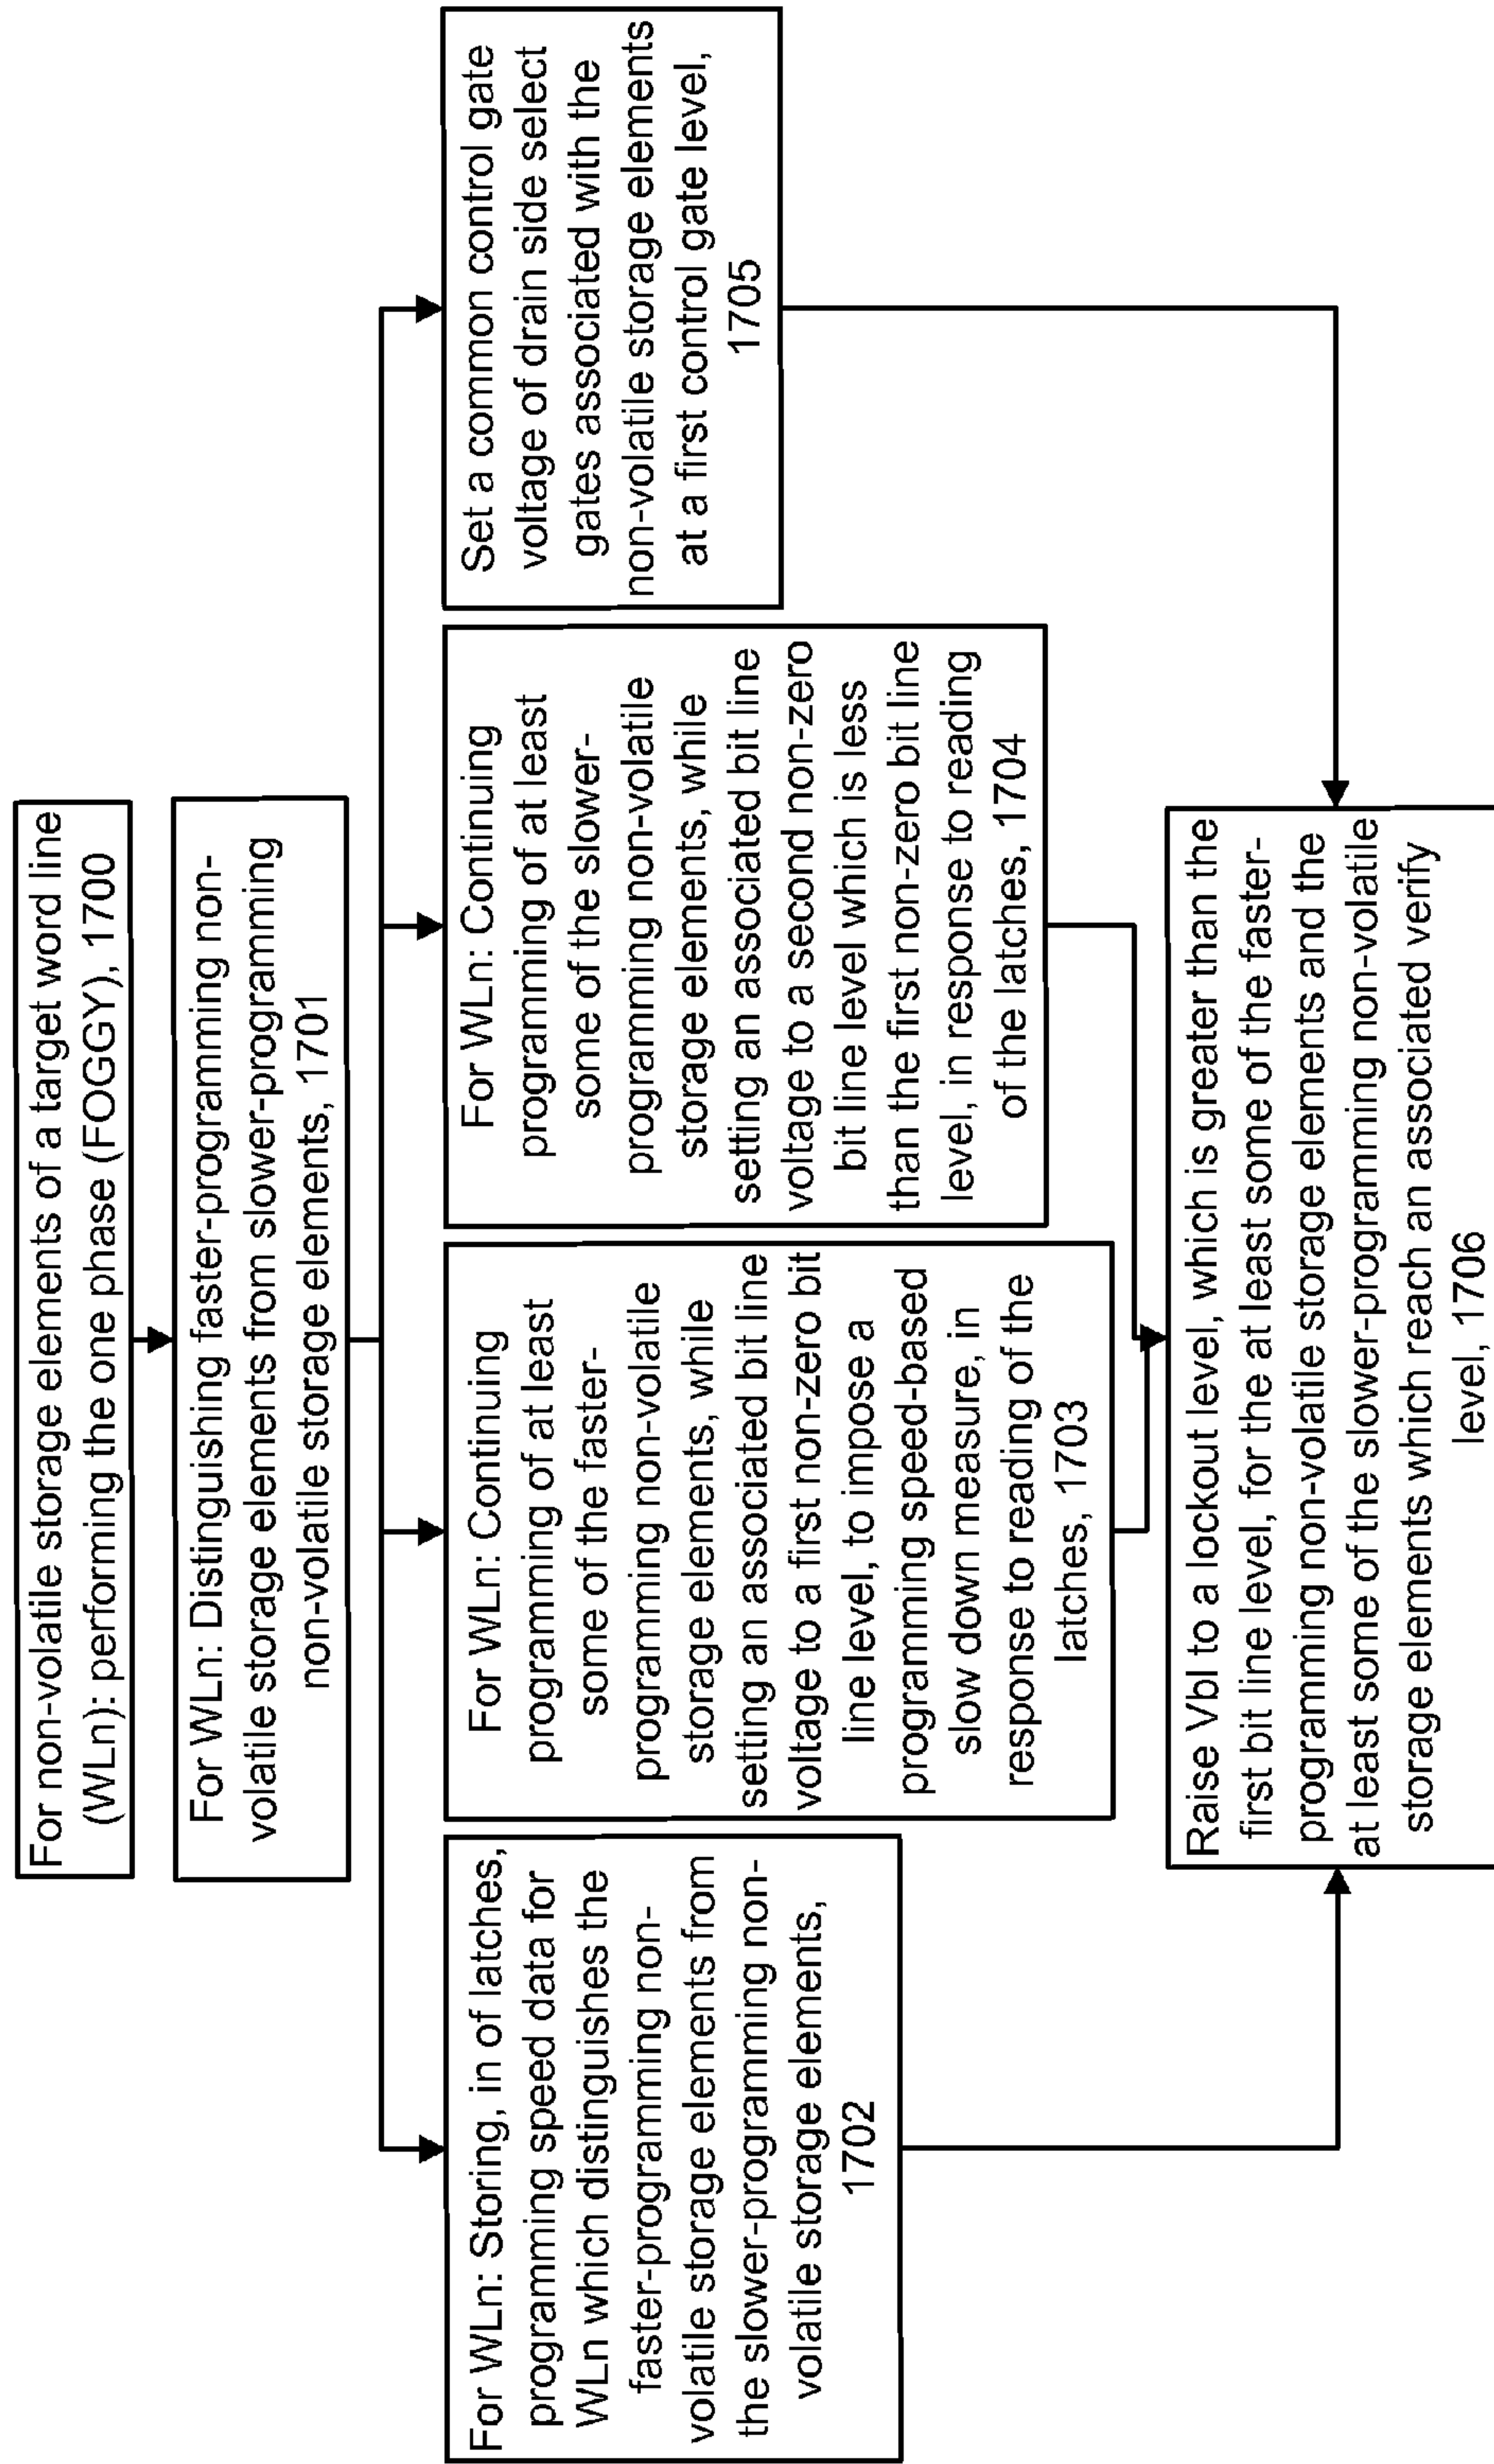 For non-volatile storage elements of a target word line
(WLn): performing the one phase (FOGGY), 1700
For WLn: Distinguishing faster-programming non-
volatile storage elements from slower-programming
non-volatile storage elements, 1701
For WLn: Storing, in of latches,
programming speed data for
WLn which distinguishes the
faster-programming non-
volatile storage elements from
the slower-programming non-
volatile storage elements,
1702
For WLn: Continuing
programming of at least
some of the faster-
programming non-volatile
storage elements, while
setting an associated bit line
voltage to a first non-zero bit
line level, to impose a
programming speed-based
slow down measure, in
response to reading of the
latches, 1703
For WLn: Continuing
programming of at least
some of the slower-
programming non-volatile
storage elements, while
setting an associated bit line
voltage to a second non-zero
bit line level which is less
than the first non-zero bit line
level, in response to reading
of the latches, 1704
Set a common control gate
voltage of drain side select
gates associated with the
non-volatile storage elements
at a first control gate level,
1705
Raise Vbl to a lockout level, which is greater than the
first bit line level, for the at least some of the faster-
programming non-volatile storage elements and the
at least some of the slower-programming non-volatile
storage elements which reach an associated verify
level, 1706